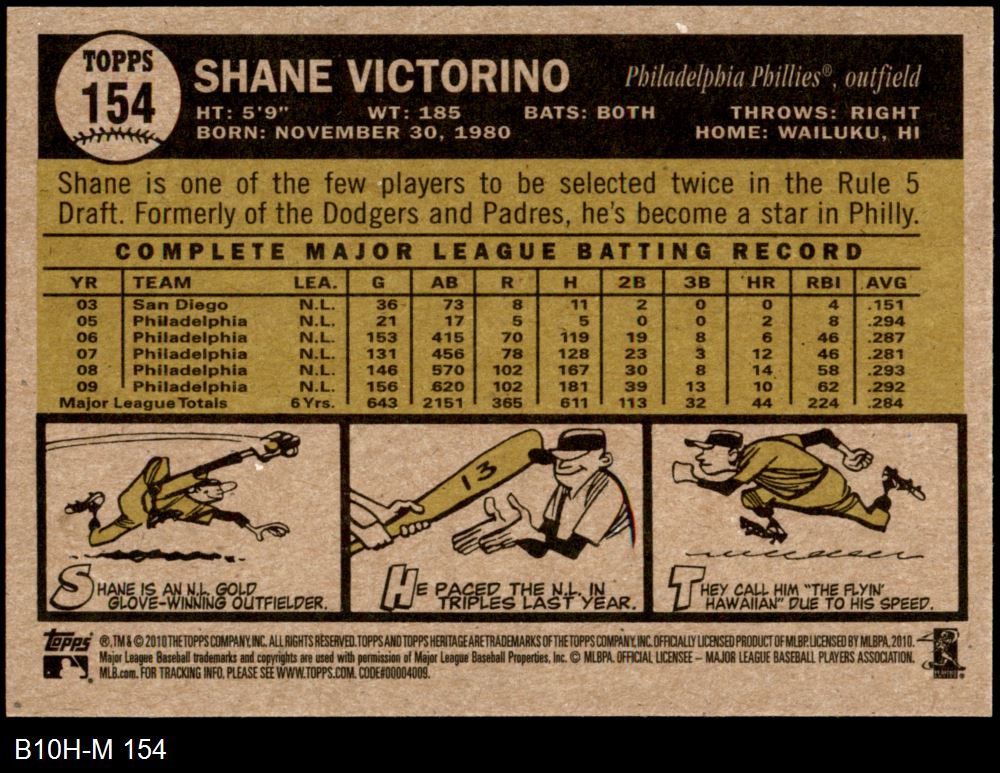 TOPPS
154
SHANE VICTORINO
Philadelphia Phillies®, outfield
HT: 5'9" WT: 185 BATS: BOTH THROWS: RIGHT
BORN: NOVEMBER 30, 1980 HOME: WAILUKU, HI
Shane is one of the few players to be selected twice in the Rule 5
Draft. Formerly of the Dodgers and Padres, he's become a star in Philly.
COMPLETE MAJOR LEAGUE BATTING RECORD
YR TEAM LEA. G AB R H 2B 3B HR RBI AVG
03 San Diego N.L. 36 73 8 11 2 0 0 4 .151
05 Philadelphia N.L. 21 17 5 5 0 0 2 8 .294
06 Philadelphia N.L. 153 415 70 119 19 8 6 46 .287
07 Philadelphia N.L. 131 456 78 128 23 3 12 46 .281
08 Philadelphia N.L. 146 570 102 167 30 8 14 58 .293
09 Philadelphia N.L. 156 620 102 181 39 13 10 62 .292
Major League Totals 6 Yrs. 643 2151 365 611 113 32 44 224 .284
13
SHANE IS AN N.L. GOLD
GLOVE-WINNING OUTFIELDER.
HE PACED THE N.L. IN
TRIPLES LAST YEAR.
THEY CALL HIM "THE FLYIN'
HAWAIIAN" DUE TO HIS SPEED.
Topps ®, TM & © 2010 THE TOPPS COMPANY, INC. ALL RIGHTS RESERVED. TOPPS AND TOPPS HERITAGE ARE TRADEMARKS OF THE TOPPS COMPANY, INC. OFFICIALLY LICENSED PRODUCT OF MLBP. LICENSED BY MLBPA, 2010.
Major League Baseball trademarks and copyrights are used with permission of Major League Baseball Properties, Inc. © MLBPA. OFFICIAL LICENSEE – MAJOR LEAGUE BASEBALL PLAYERS ASSOCIATION.
MLB.com. FOR TRACKING INFO, PLEASE SEE WWW.TOPPS.COM. CODE#00004009.
B10H-M 154